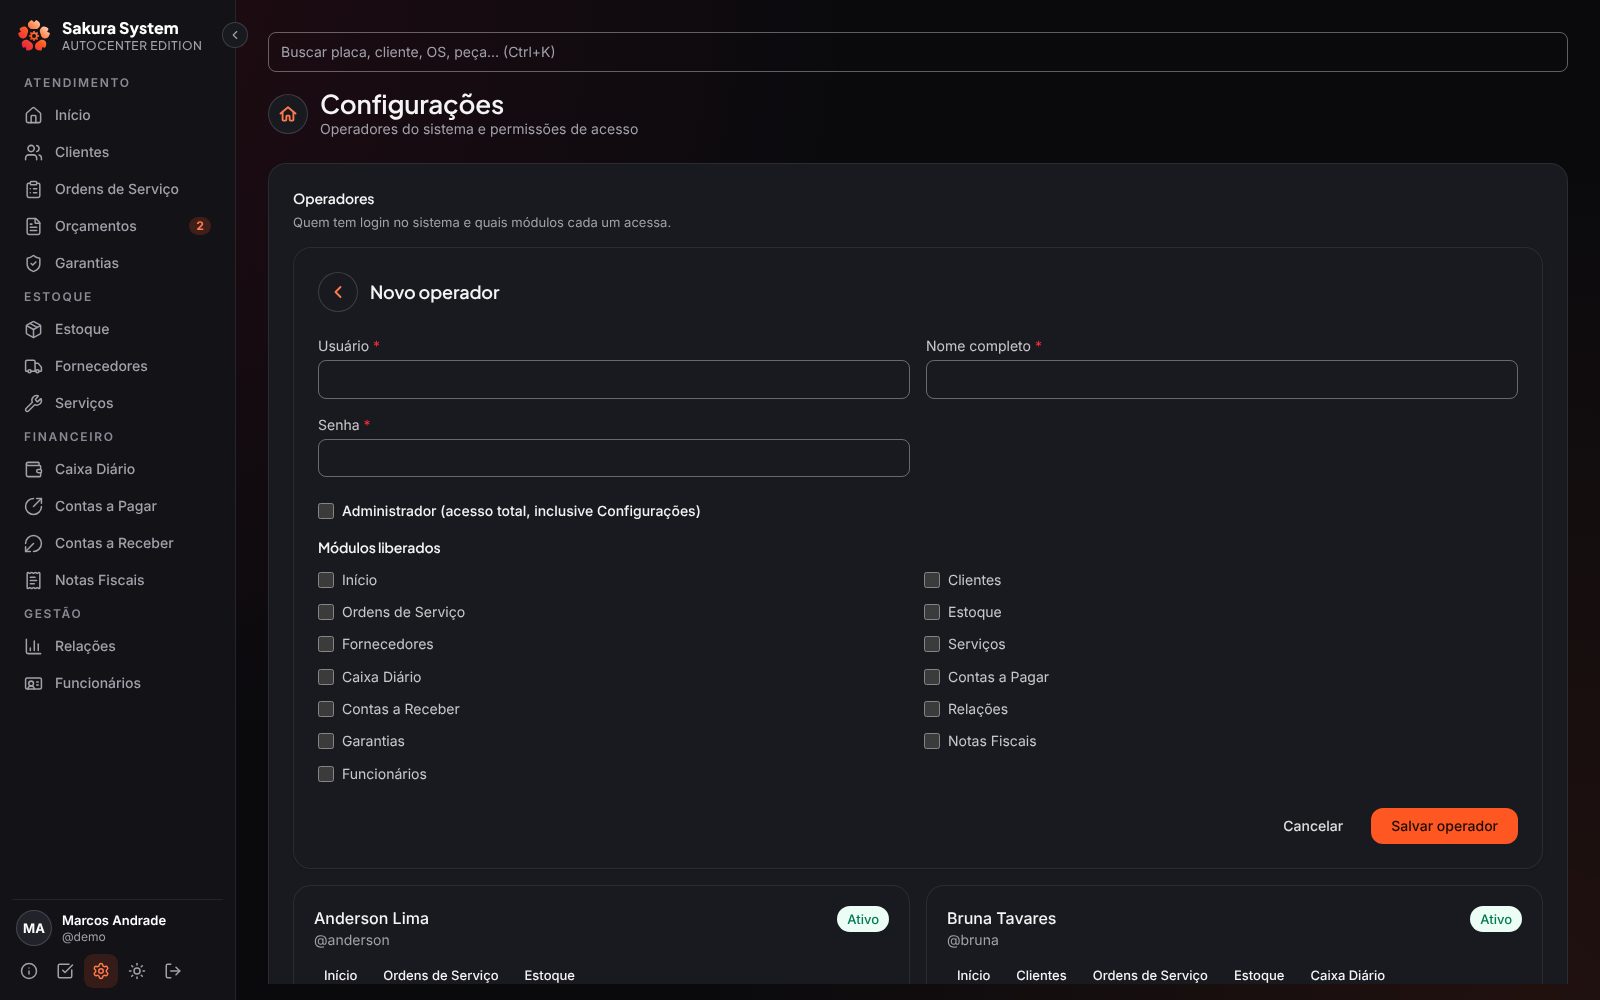 Sakura System
AUTOCENTER EDITION
ATENDIMENTO
Início
Clientes
Ordens de Serviço
Orçamentos 2
Garantias
ESTOQUE
Estoque
Fornecedores
Serviços
FINANCEIRO
Caixa Diário
Contas a Pagar
Contas a Receber
Notas Fiscais
GESTÃO
Relações
Funcionários
MA
Marcos Andrade
@demo
Buscar placa, cliente, OS, peça... (Ctrl+K)
Configurações
Operadores do sistema e permissões de acesso
Operadores
Quem tem login no sistema e quais módulos cada um acessa.
Novo operador
Usuário *
Nome completo *
Senha *
Administrador (acesso total, inclusive Configurações)
Módulos liberados
Início
Clientes
Ordens de Serviço
Estoque
Fornecedores
Serviços
Caixa Diário
Contas a Pagar
Contas a Receber
Relações
Garantias
Notas Fiscais
Funcionários
Cancelar
Salvar operador
Anderson Lima
Ativo
@anderson
Início Ordens de Serviço Estoque
Bruna Tavares
Ativo
@bruna
Início Clientes Ordens de Serviço Estoque Caixa Diário